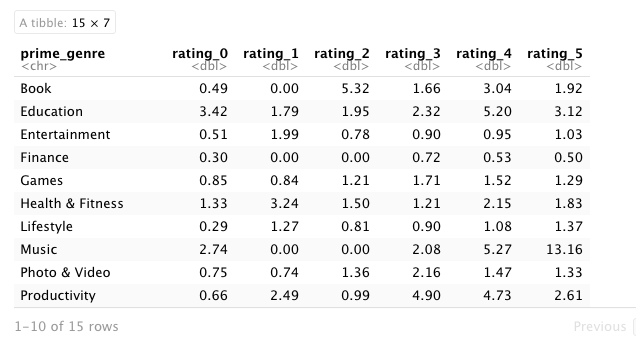 A tibble: 15 × 7
prime_genre rating_0 rating_1 rating_2 rating_3 rating_4 rating_5
<chr> <dbl> <dbl> <dbl> <dbl> <dbl> <dbl>
Book 0.49 0.00 5.32 1.66 3.04 1.92
Education 3.42 1.79 1.95 2.32 5.20 3.12
Entertainment 0.51 1.99 0.78 0.90 0.95 1.03
Finance 0.30 0.00 0.00 0.72 0.53 0.50
Games 0.85 0.84 1.21 1.71 1.52 1.29
Health & Fitness 1.33 3.24 1.50 1.21 2.15 1.83
Lifestyle 0.29 1.27 0.81 0.90 1.08 1.37
Music 2.74 0.00 0.00 2.08 5.27 13.16
Photo & Video 0.75 0.74 1.36 2.16 1.47 1.33
Productivity 0.66 2.49 0.99 4.90 4.73 2.61
1-10 of 15 rows Previous